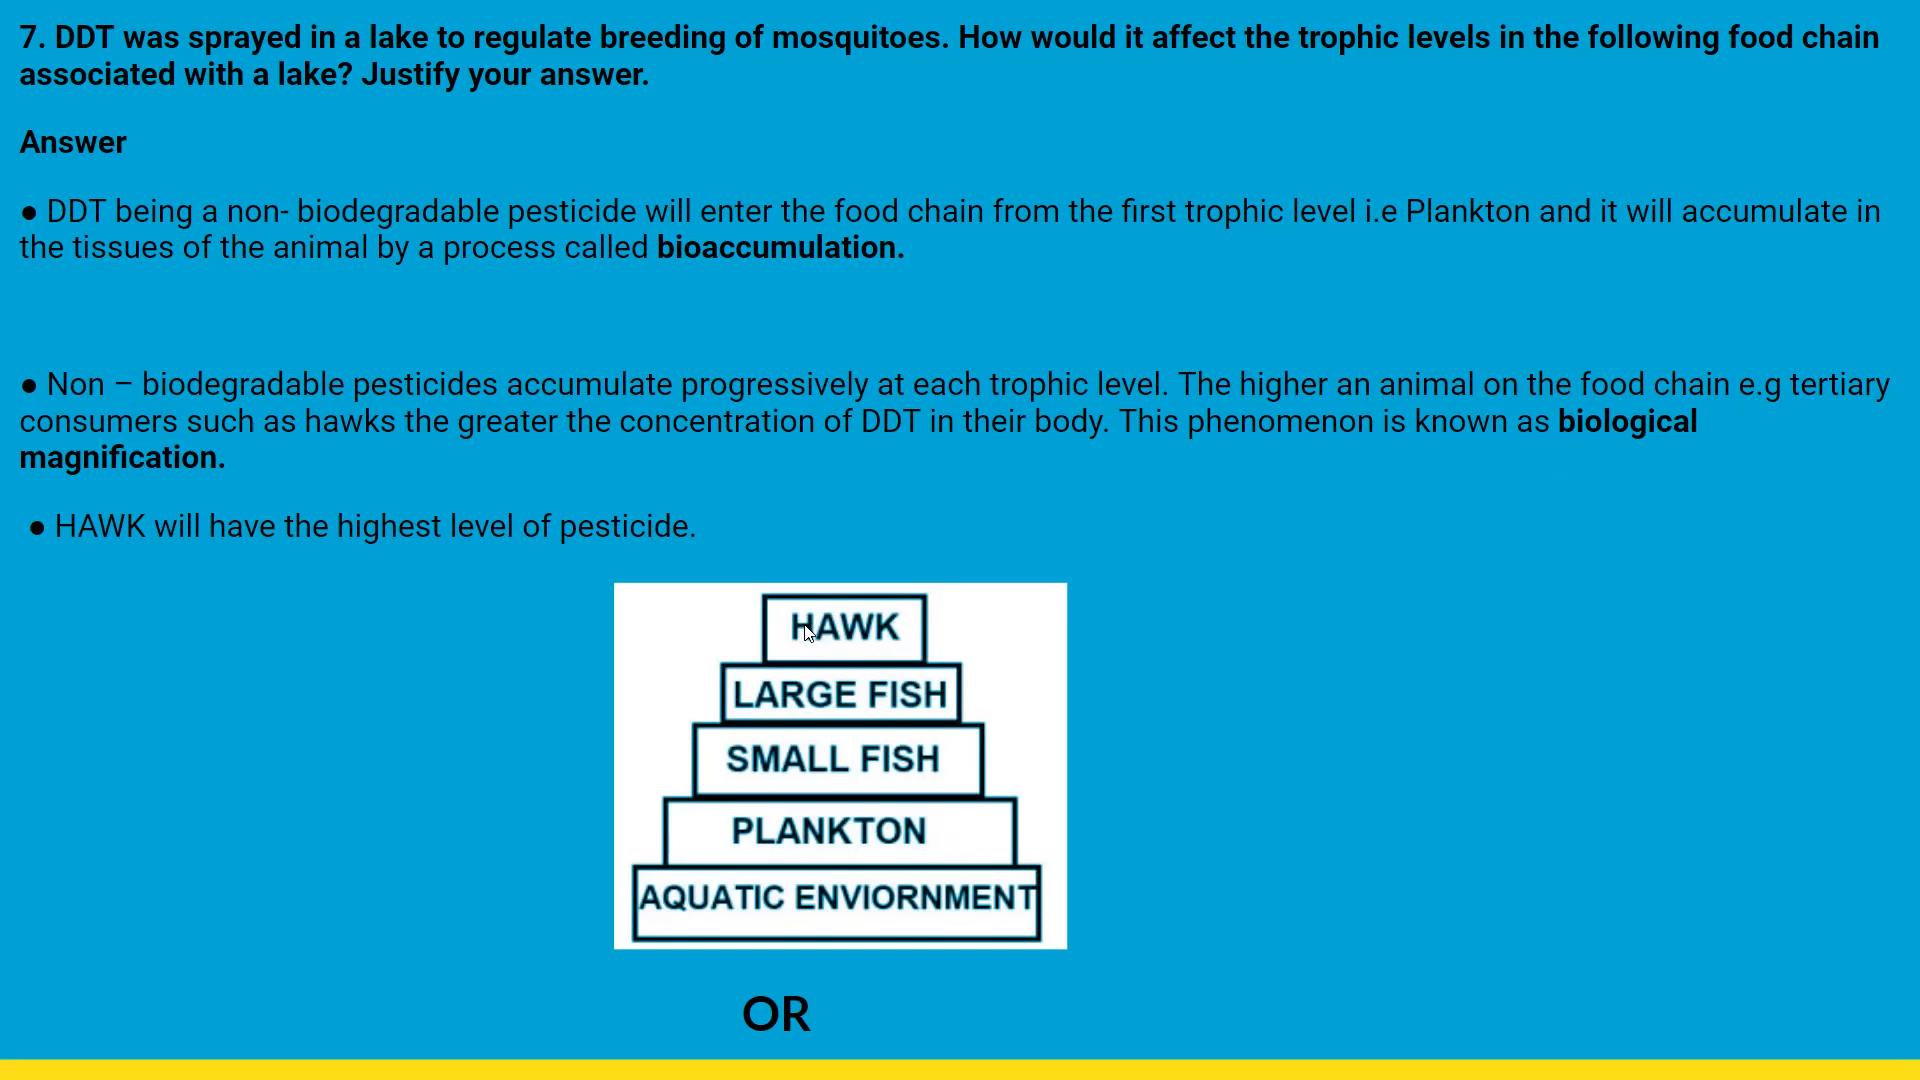 7. DDT was sprayed in a lake to regulate breeding of mosquitoes. How would it affect the trophic levels in the following food chain
associated with a lake? Justify your answer.
Answer
● DDT being a non- biodegradable pesticide will enter the food chain from the first trophic level i.e Plankton and it will accumulate in
the tissues of the animal by a process called bioaccumulation.
● Non – biodegradable pesticides accumulate progressively at each trophic level. The higher an animal on the food chain e.g tertiary
consumers such as hawks the greater the concentration of DDT in their body. This phenomenon is known as biological
magnification.
● HAWK will have the highest level of pesticide.
HAWK
LARGE FISH
SMALL FISH
PLANKTON
AQUATIC ENVIORNMENT
OR